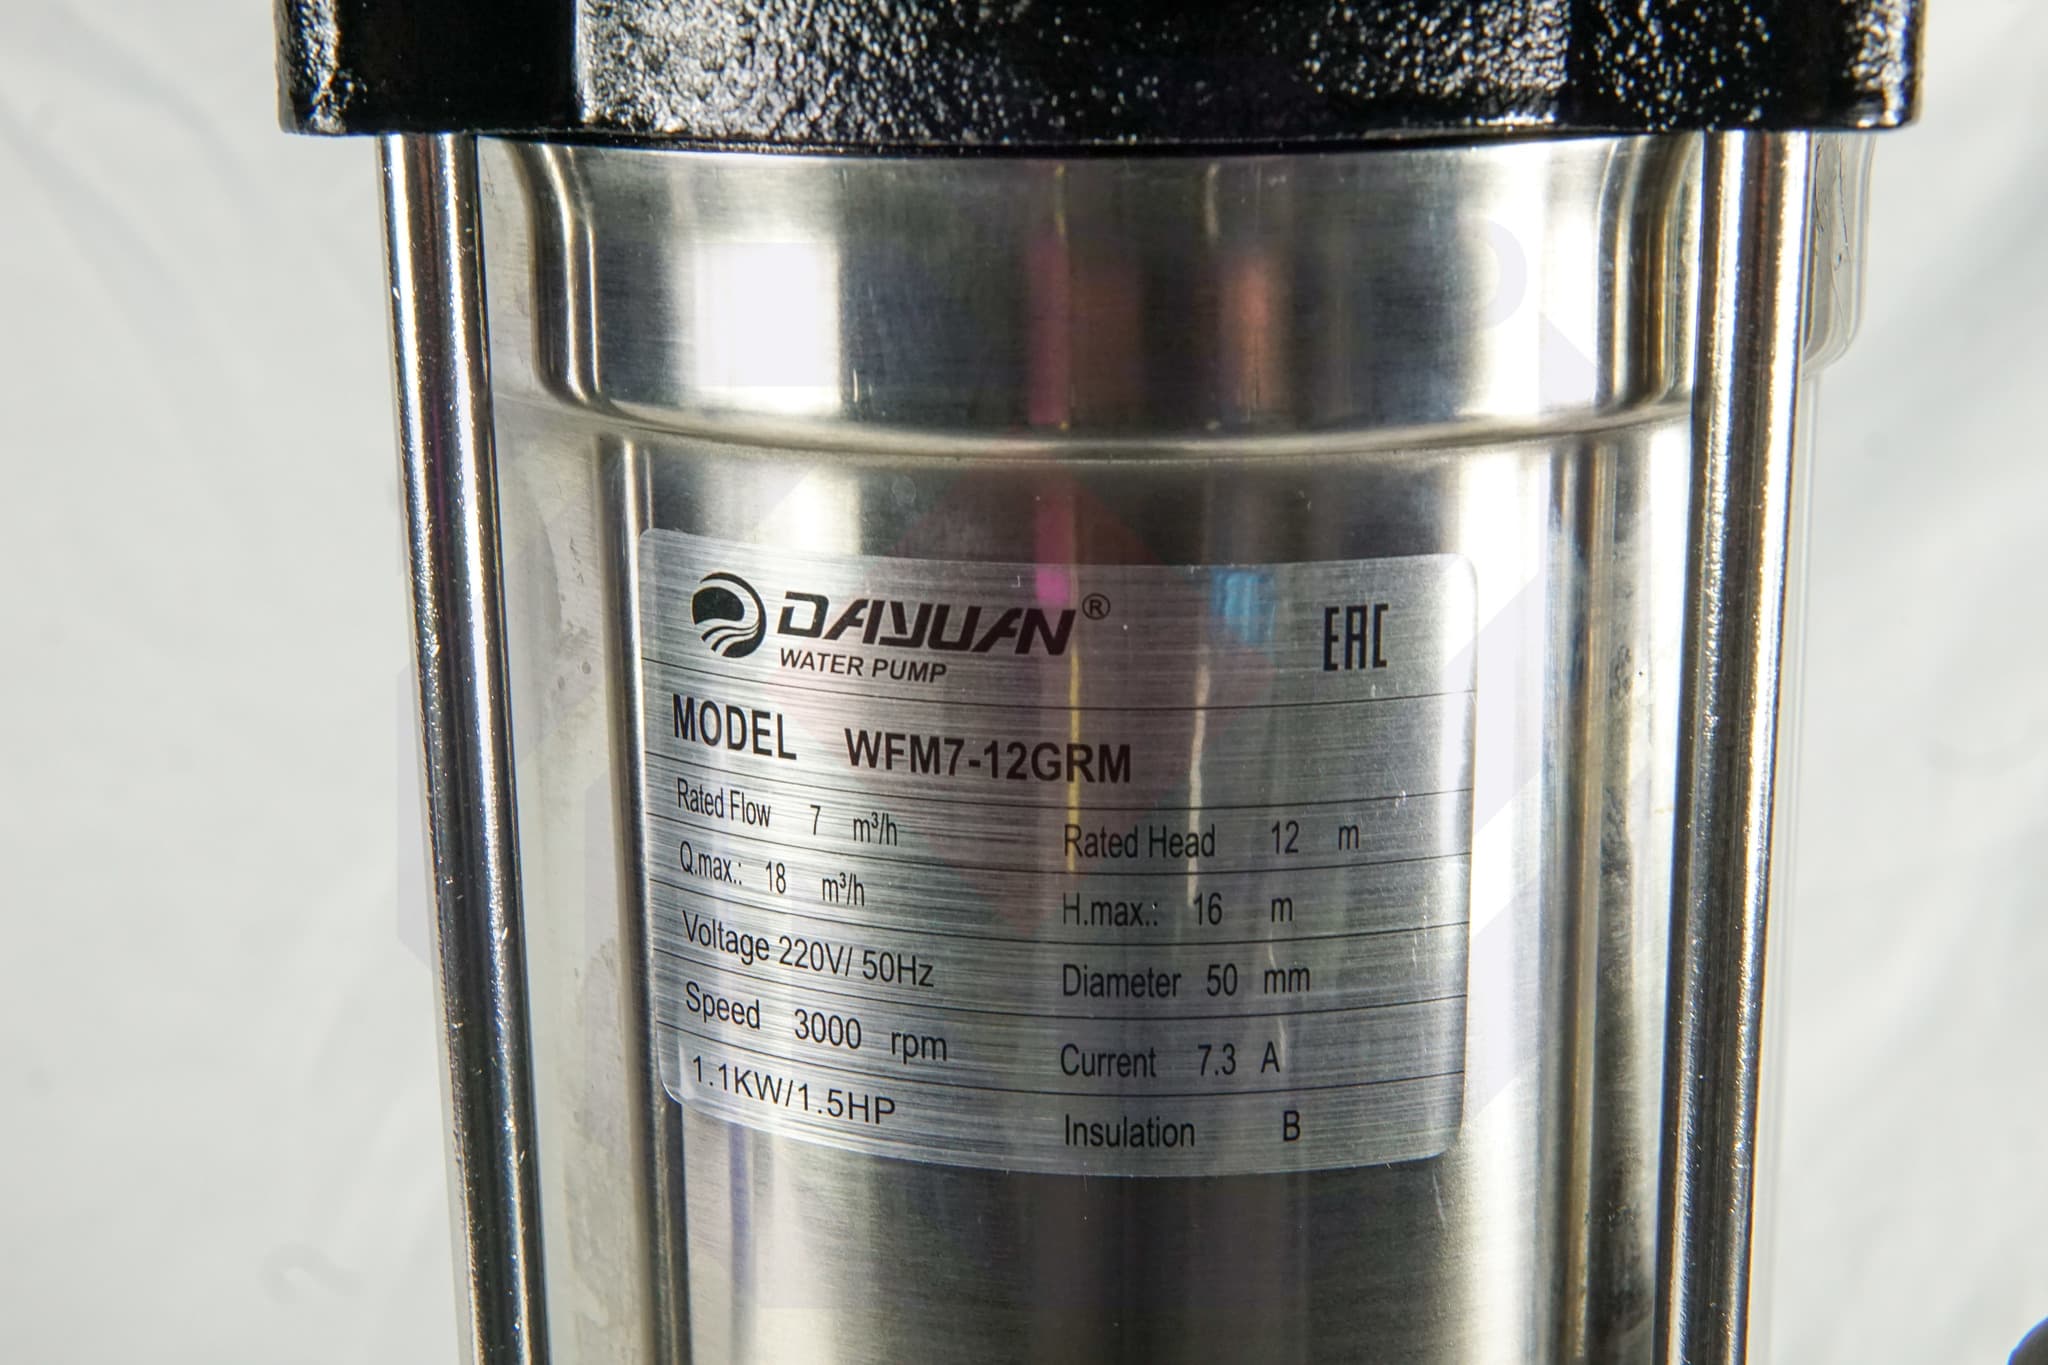 DAYUAN®
WATER PUMP
EAC
MODEL WFM7-12GRM
Rated Flow 7 m³/h Rated Head 12 m
Q.max.: 18 m³/h H.max.: 16 m
Voltage 220V/ 50Hz Diameter 50 mm
Speed 3000 rpm Current 7.3 A
1.1KW/1.5HP Insulation B